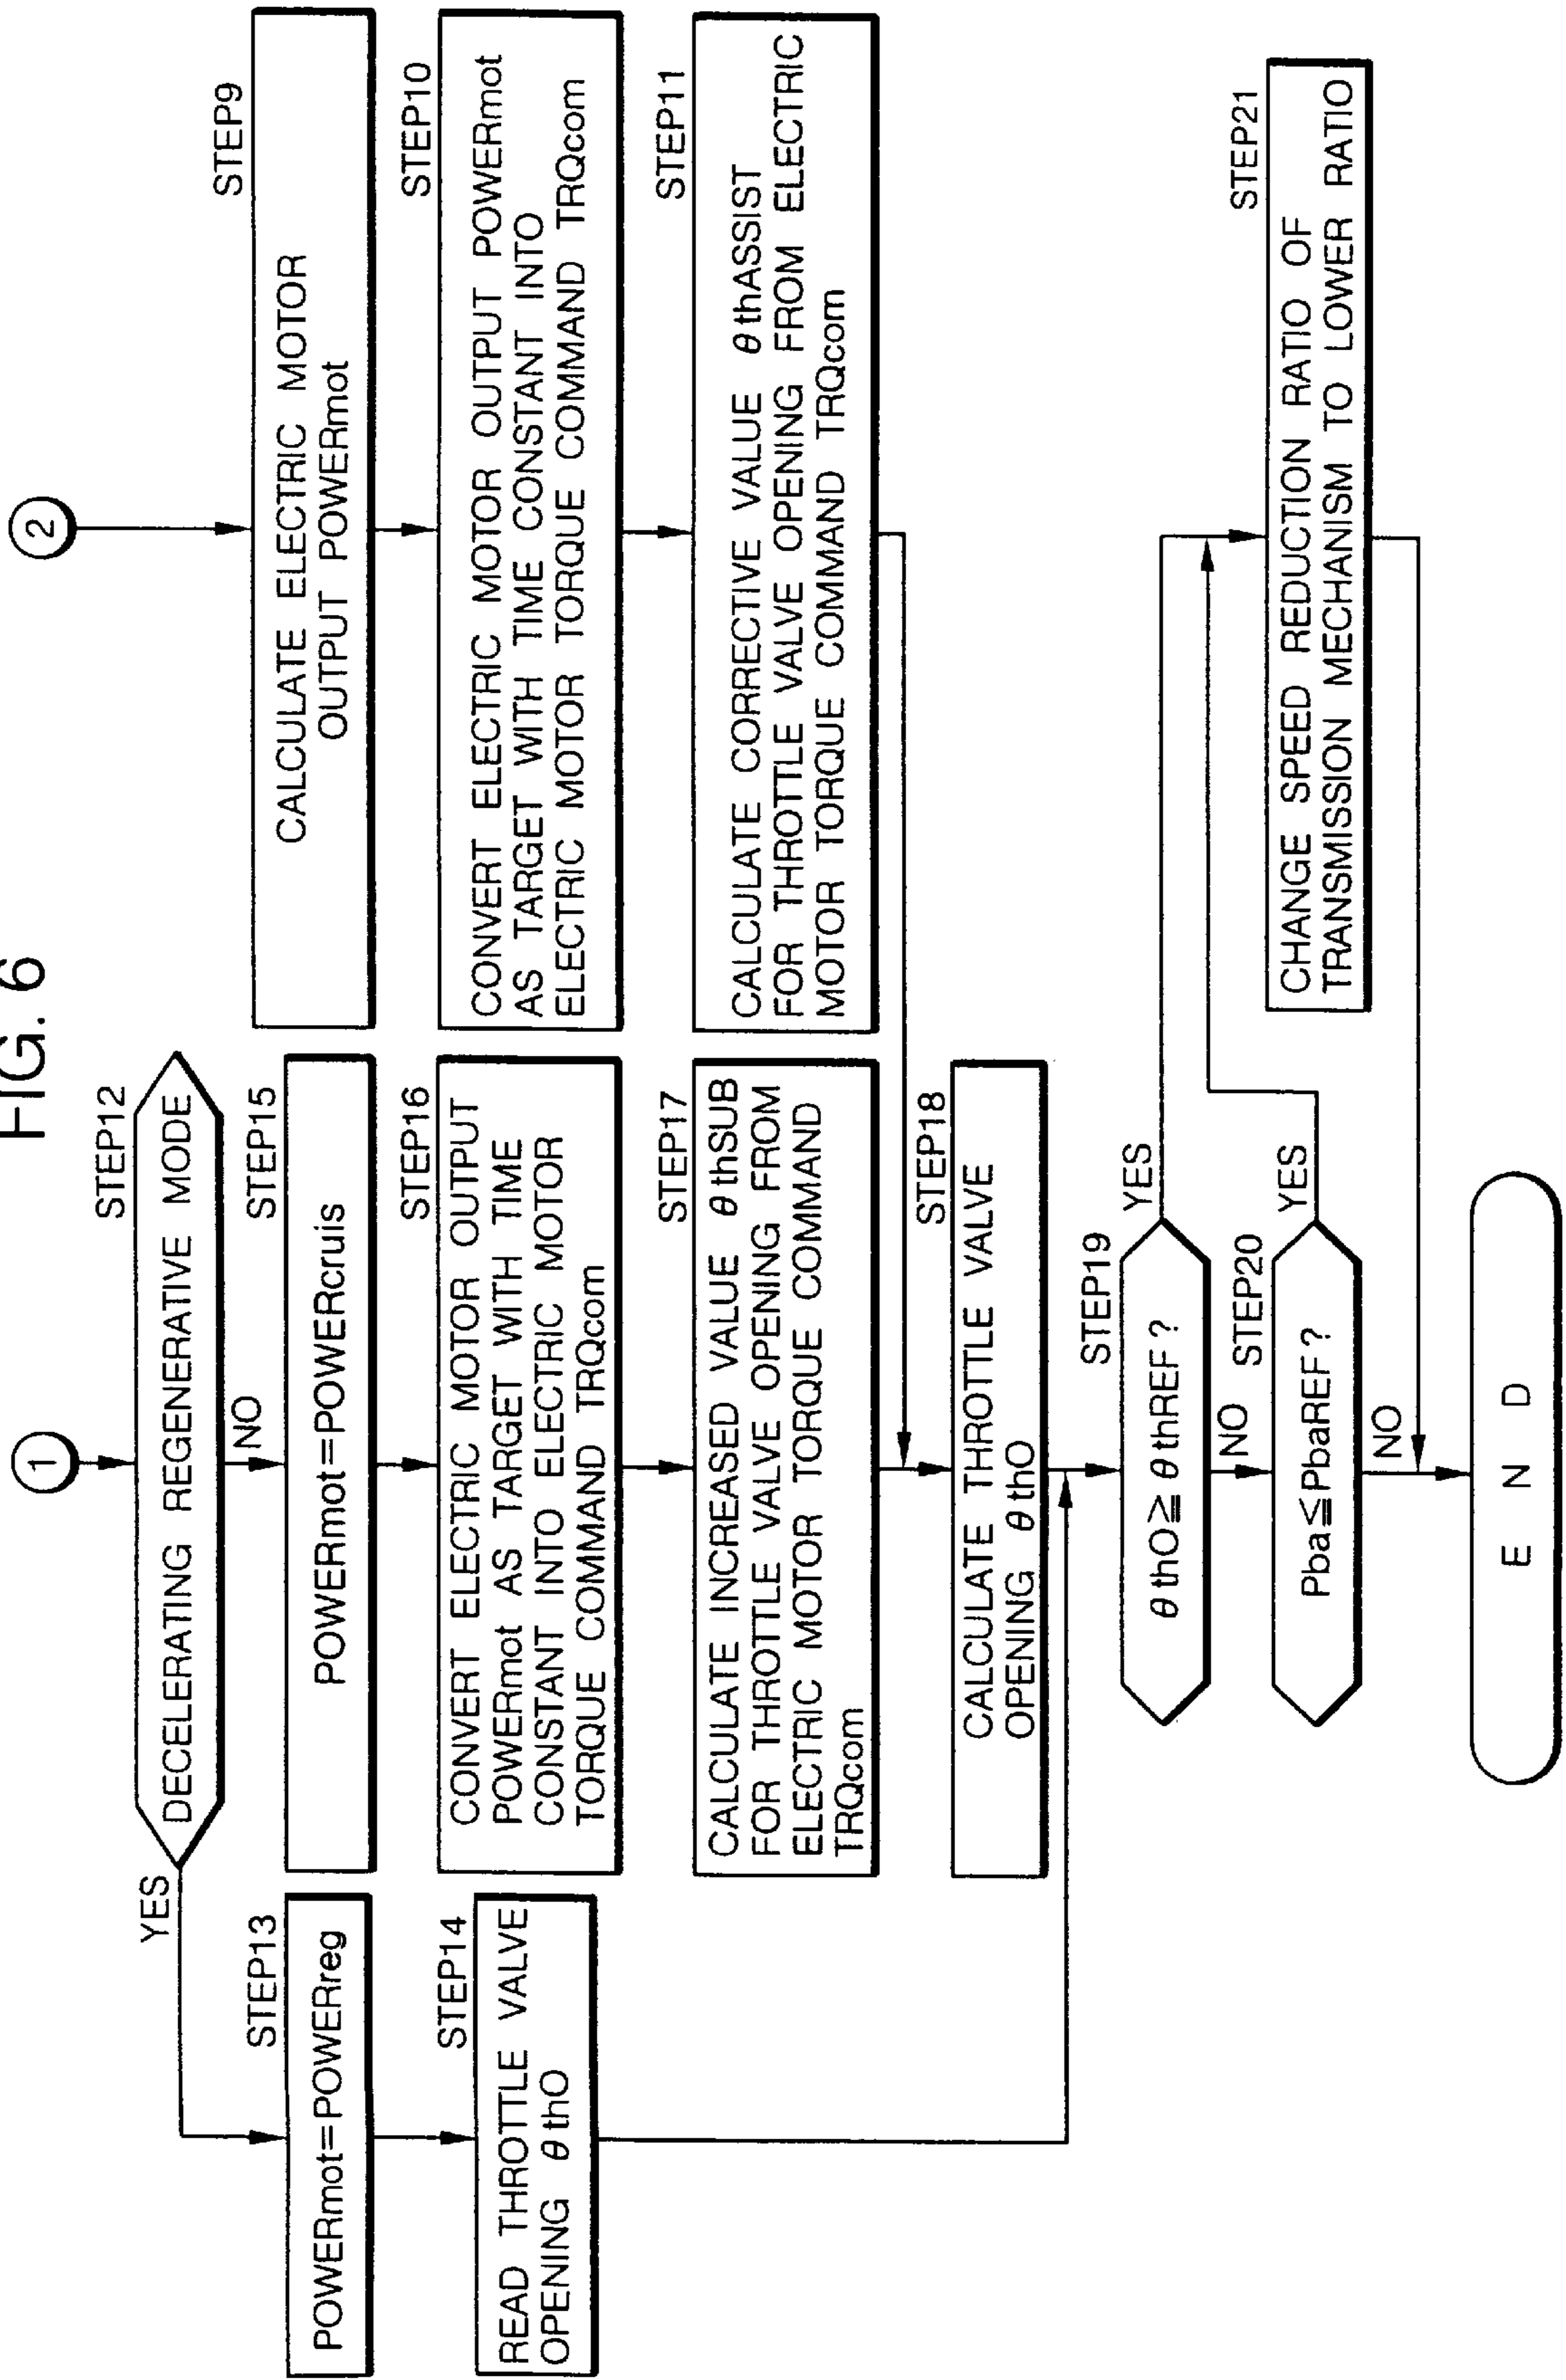 FIG. 6
1
STEP12
DECELERATING REGENERATIVE MODE
YES
NO
STEP13
POWERmot=POWERreg
STEP14
READ THROTTLE VALVE
OPENING θthO
STEP15
POWERmot=POWERcruis
STEP16
CONVERT ELECTRIC MOTOR OUTPUT
POWERmot AS TARGET WITH TIME
CONSTANT INTO ELECTRIC MOTOR
TORQUE COMMAND TRQcom
STEP17
CALCULATE INCREASED VALUE θthSUB
FOR THROTTLE VALVE OPENING FROM
ELECTRIC MOTOR TORQUE COMMAND
TRQcom
STEP18
CALCULATE THROTTLE VALVE
OPENING θthO
STEP19
θthO≧θthREF?
YES
NO
STEP20
Pba≦PbaREF?
YES
NO
E N D
2
STEP9
CALCULATE ELECTRIC MOTOR
OUTPUT POWERmot
STEP10
CONVERT ELECTRIC MOTOR OUTPUT POWERmot
AS TARGET WITH TIME CONSTANT INTO
ELECTRIC MOTOR TORQUE COMMAND TRQcom
STEP11
CALCULATE CORRECTIVE VALUE θthASSIST
FOR THROTTLE VALVE OPENING FROM ELECTRIC
MOTOR TORQUE COMMAND TRQcom
STEP21
CHANGE SPEED REDUCTION RATIO OF
TRANSMISSION MECHANISM TO LOWER RATIO